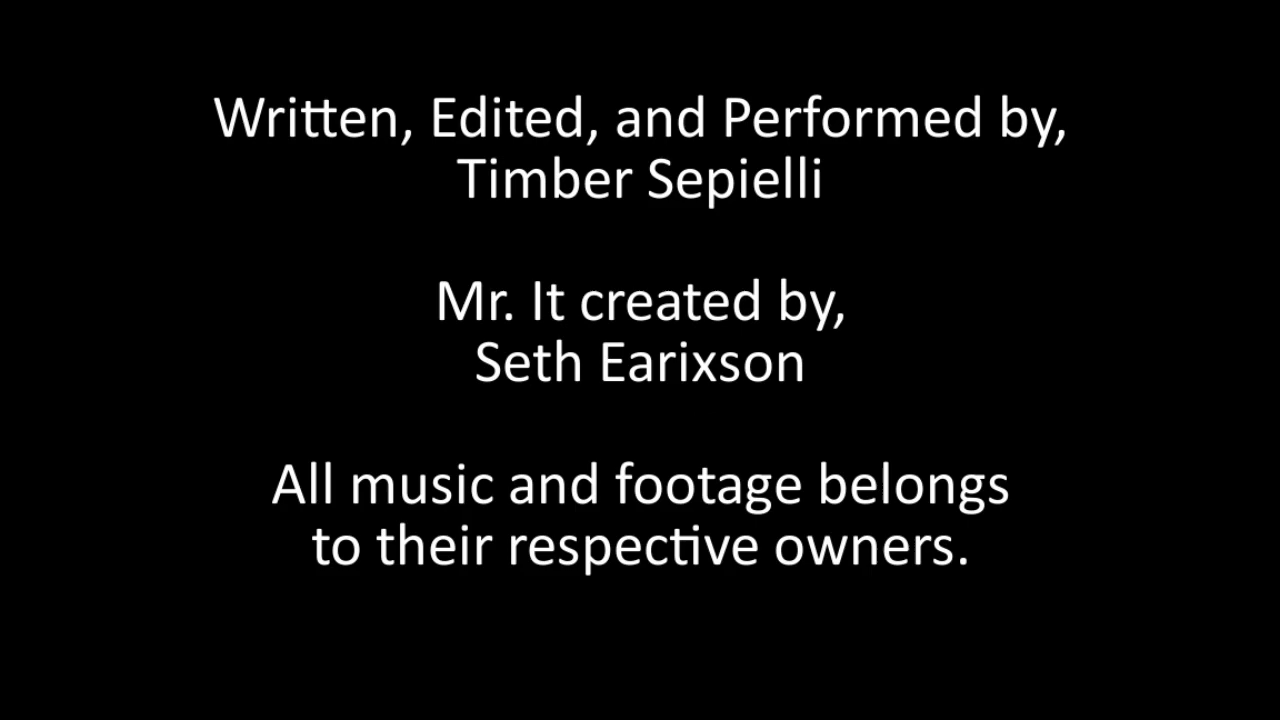 Written, Edited, and Performed by,
Timber Sepielli
Mr. It created by,
Seth Earixson
All music and footage belongs
to their respective owners.